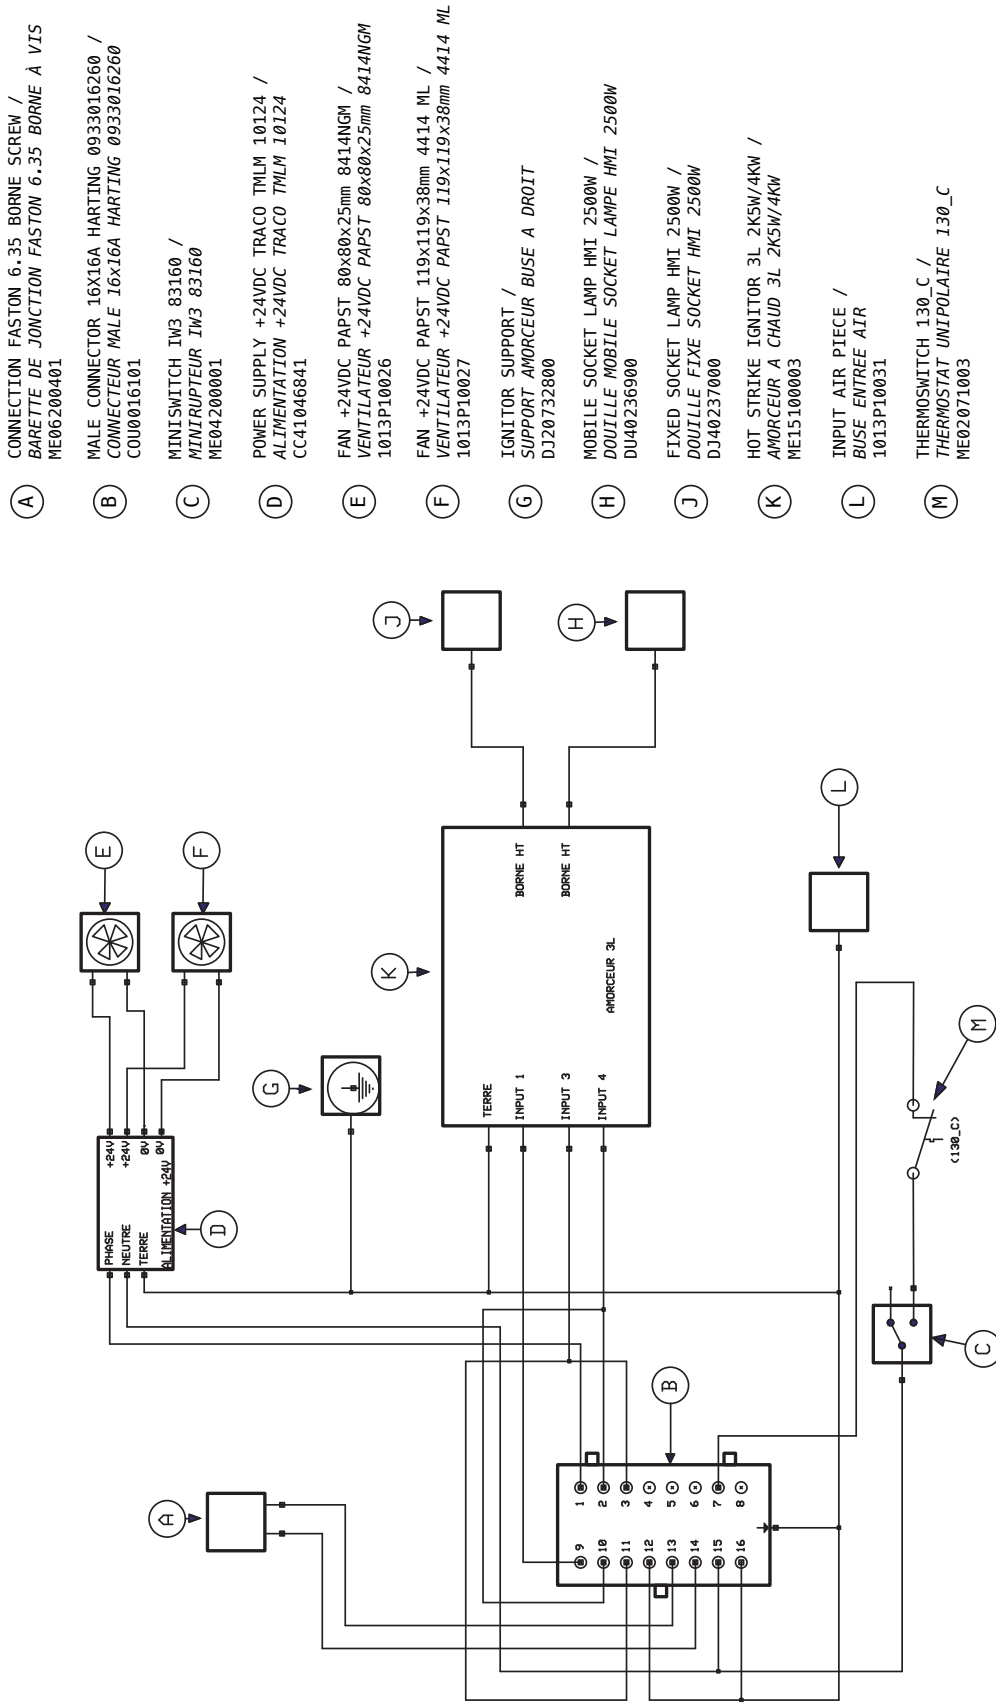 CONNECTION FASTON 6.35 BORNE SCREW /
BARETTE DE JONCTION FASTON 6.35 BORNE À VIS
ME06200401
A
MALE CONNECTOR 16X16A HARTING 0933016260 /
CONNECTEUR MALE 16x16A HARTING 0933016260
COU0016101
B
MINISWITCH IW3 83160 /
MINIRUPTEUR IW3 83160
ME04200001
C
POWER SUPPLY +24VDC TRACO TMLM 10124 /
ALIMENTATION +24VDC TRACO TMLM 10124
CC41046841
D
FAN +24VDC PAPST 80x80x25mm 8414NGM /
VENTILATEUR +24VDC PAPST 80x80x25mm 8414NGM
1013P10026
E
FAN +24VDC PAPST 119x119x38mm 4414 ML /
VENTILATEUR +24VDC PAPST 119x119x38mm 4414 ML
1013P10027
F
IGNITOR SUPPORT /
SUPPORT AMORCEUR BUSE A DROIT
DJ20732800
G
MOBILE SOCKET LAMP HMI 2500W /
DOUILLE MOBILE SOCKET LAMPE HMI 2500W
DU40236900
H
FIXED SOCKET LAMP HMI 2500W /
DOUILLE FIXE SOCKET HMI 2500W
DJ40237000
J
HOT STRIKE IGNITOR 3L 2K5W/4KW /
AMORCEUR A CHAUD 3L 2K5W/4KW
ME15100003
K
INPUT AIR PIECE /
BUSE ENTREE AIR
1013P10031
L
THERMOSWITCH 130_C /
THERMOSTAT UNIPOLAIRE 130_C
ME02071003
M
E
F
J
H
+24V
+24V
0V
0V
PHASE
NEUTRE
TERRE
ALIMENTATION +24V
D
G
K
BORNE HT
BORNE HT
AMORCEUR 3L
TERRE
INPUT 1
INPUT 3
INPUT 4
L
M
(130_C)
C
A
B
1
2
3
4
5
6
7
8
9
10
11
12
13
14
15
16